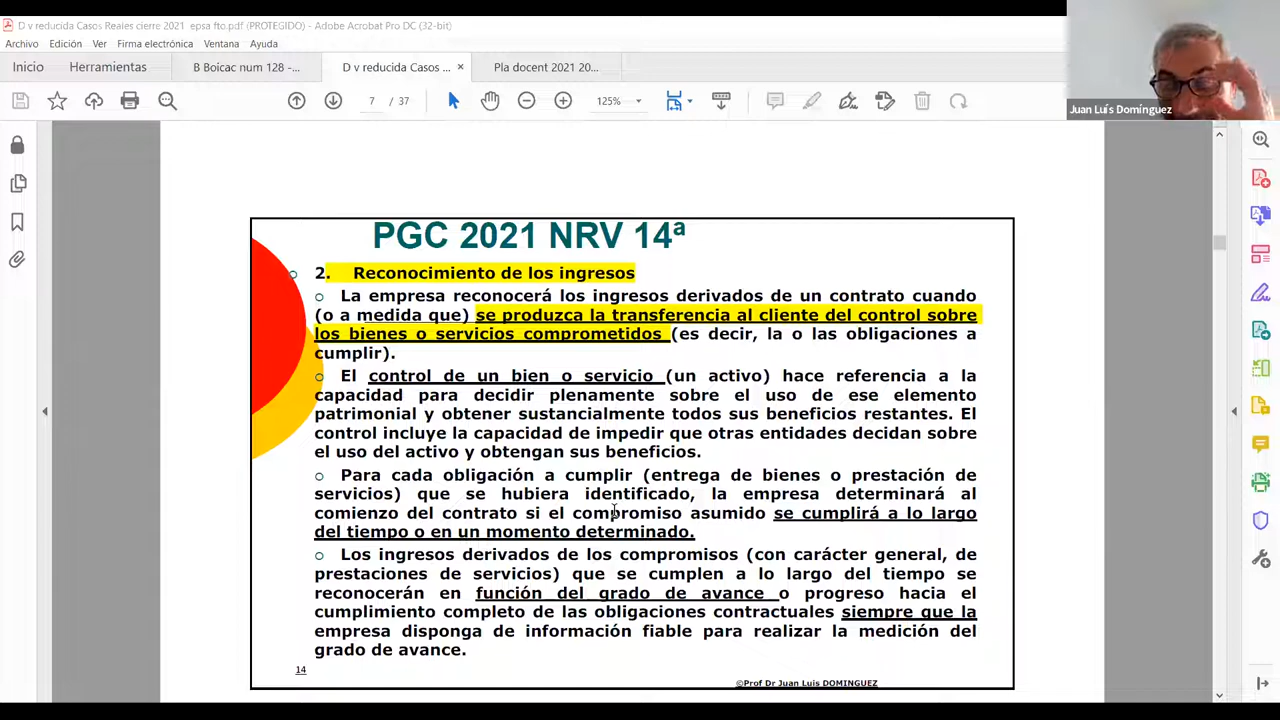 D v reducida Casos Reales cierre 2021 epsa fto.pdf (PROTEGIDO) - Adobe Acrobat Pro DC (32-bit)
Archivo Edición Ver Firma electrónica Ventana Ayuda
Inicio Herramientas B Boicac num 128 -... D v reducida Casos ... × Pla docent 2021 20...
7 / 37 125%
Juan Luís Domínguez
PGC 2021 NRV 14ª
2. Reconocimiento de los ingresos
La empresa reconocerá los ingresos derivados de un contrato cuando
(o a medida que) se produzca la transferencia al cliente del control sobre
los bienes o servicios comprometidos (es decir, la o las obligaciones a
cumplir).
El control de un bien o servicio (un activo) hace referencia a la
capacidad para decidir plenamente sobre el uso de ese elemento
patrimonial y obtener sustancialmente todos sus beneficios restantes. El
control incluye la capacidad de impedir que otras entidades decidan sobre
el uso del activo y obtengan sus beneficios.
Para cada obligación a cumplir (entrega de bienes o prestación de
servicios) que se hubiera identificado, la empresa determinará al
comienzo del contrato si el compromiso asumido se cumplirá a lo largo
del tiempo o en un momento determinado.
Los ingresos derivados de los compromisos (con carácter general, de
prestaciones de servicios) que se cumplen a lo largo del tiempo se
reconocerán en función del grado de avance o progreso hacia el
cumplimiento completo de las obligaciones contractuales siempre que la
empresa disponga de información fiable para realizar la medición del
grado de avance.
14
©Prof Dr Juan Luis DOMINGUEZ